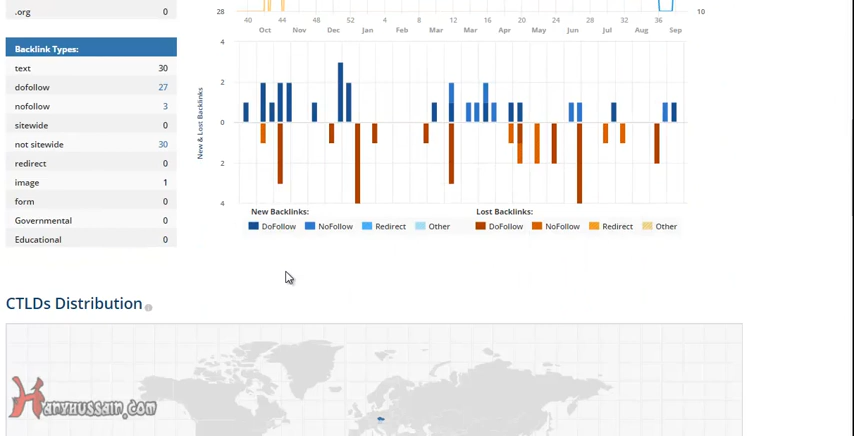 .org 0
Backlink Types:
text 30
dofollow 27
nofollow 3
sitewide 0
not sitewide 30
redirect 0
image 1
form 0
Governmental 0
Educational 0
28 10
40 44 48 52 4 8 12 16 20 24 28 32 36
Oct Nov Dec Jan Feb Mar Mar Apr May Jun Jul Aug Sep
New & Lost Backlinks
4
2
0
2
4
New Backlinks: Lost Backlinks:
DoFollow NoFollow Redirect Other DoFollow NoFollow Redirect Other
CTLDs Distribution
Hanyhussain.com